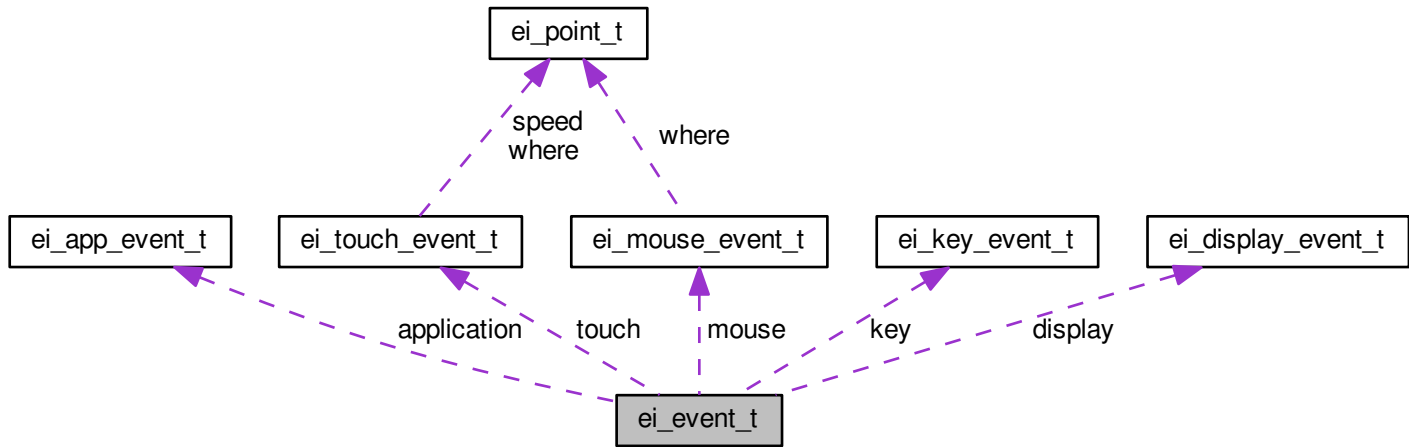 ei_point_t
speed
where
where
ei_app_event_t
ei_touch_event_t
ei_mouse_event_t
ei_key_event_t
ei_display_event_t
application
touch
mouse
key
display
ei_event_t